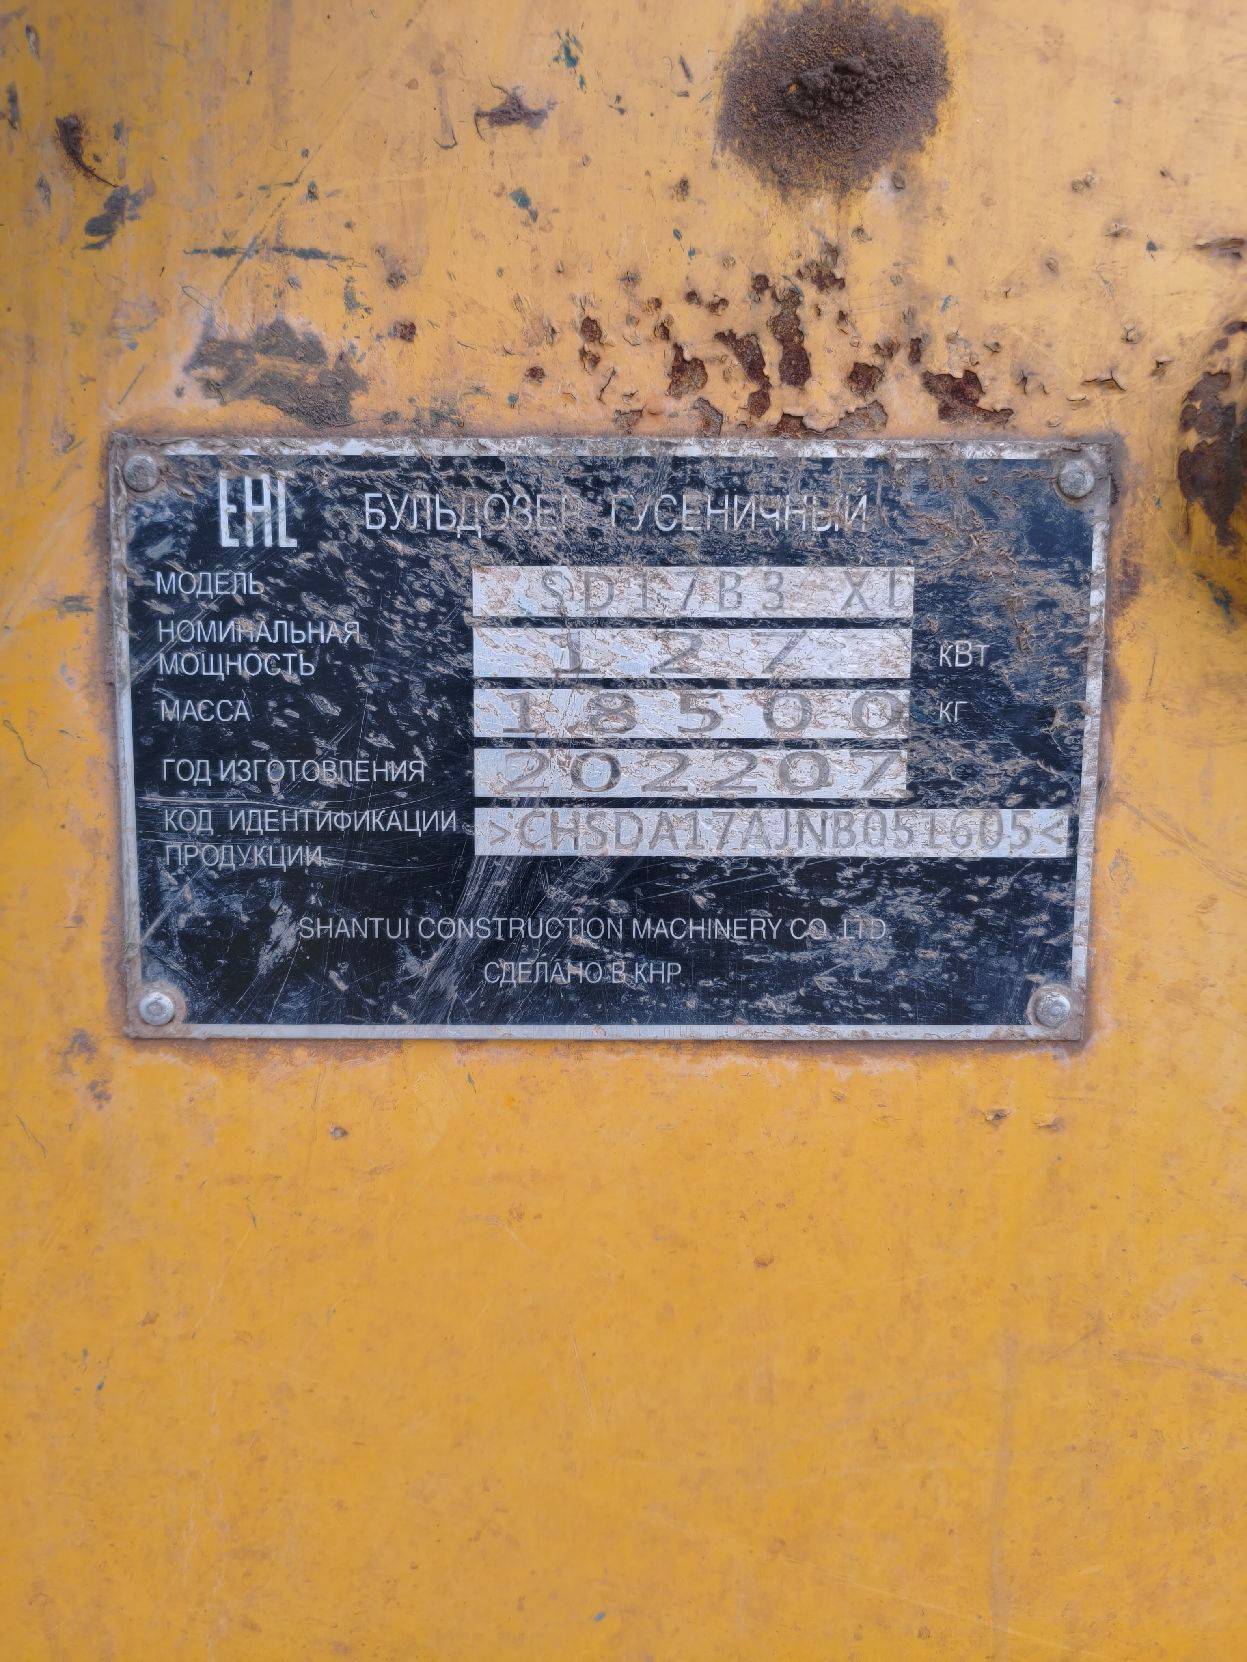 EAC БУЛЬДОЗЕР ГУСЕНИЧНЫЙ
МОДЕЛЬ SD17B3 XL
НОМИНАЛЬНАЯ
МОЩНОСТЬ 127 кВт
МАССА 18500 кг
ГОД ИЗГОТОВЛЕНИЯ 202207
КОД ИДЕНТИФИКАЦИИ >CHSDA17AJNB051605<
ПРОДУКЦИИ
SHANTUI CONSTRUCTION MACHINERY CO.,LTD
СДЕЛАНО В КНР